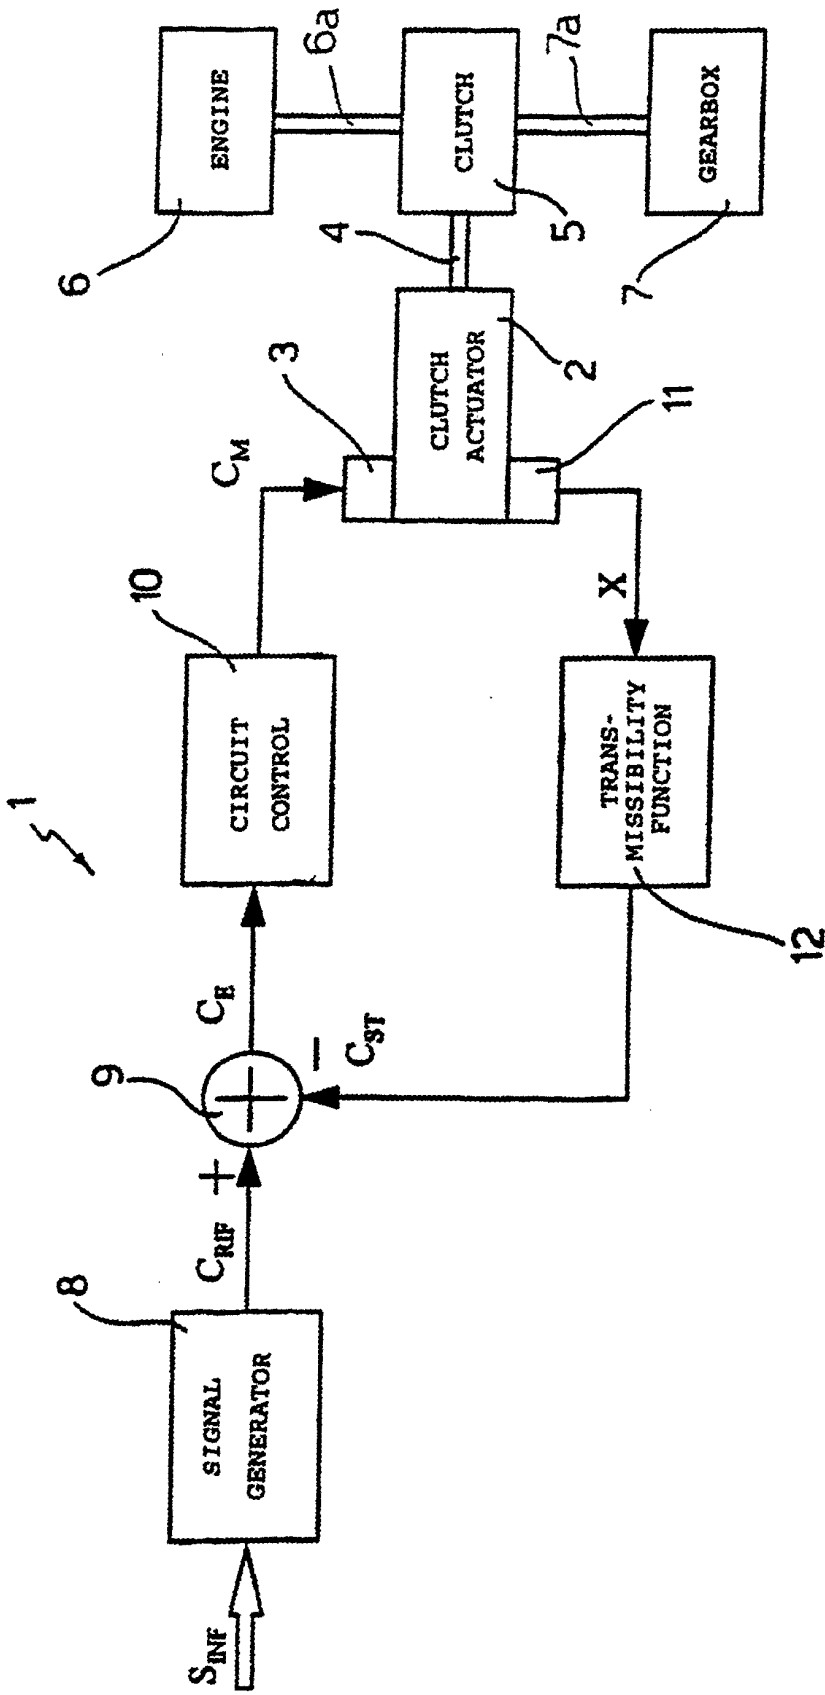 1
S_INF
SIGNAL
GENERATOR
8
C_RIF
+
9
−
C_ST
C_E
CIRCUIT
CONTROL
10
C_M
3
CLUTCH
ACTUATOR
2
11
X
TRANS-
MISSIBILITY
FUNCTION
12
4
ENGINE
6
6a
CLUTCH
5
7a
GEARBOX
7